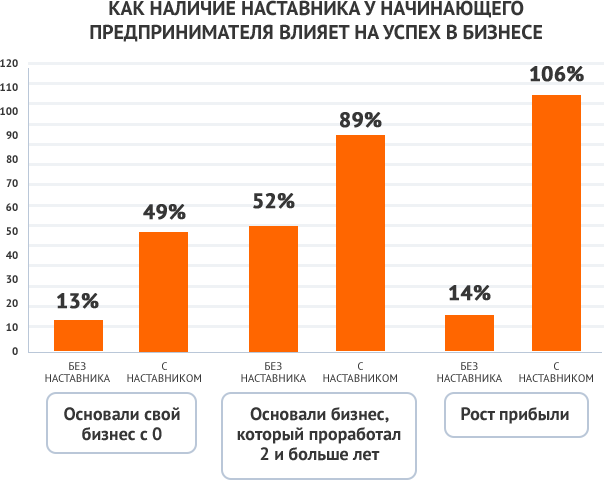 КАК НАЛИЧИЕ НАСТАВНИКА У НАЧИНАЮЩЕГО
ПРЕДПРИНИМАТЕЛЯ ВЛИЯЕТ НА УСПЕХ В БИЗНЕСЕ
120
110
100
90
80
70
60
50
40
30
20
10
0
13%
49%
52%
89%
14%
106%
БЕЗ
НАСТАВНИКА
С
НАСТАВНИКОМ
БЕЗ
НАСТАВНИКА
С
НАСТАВНИКОМ
БЕЗ
НАСТАВНИКА
С
НАСТАВНИКОМ
Основали свой
бизнес с 0
Основали бизнес,
который проработал
2 и больше лет
Рост прибыли